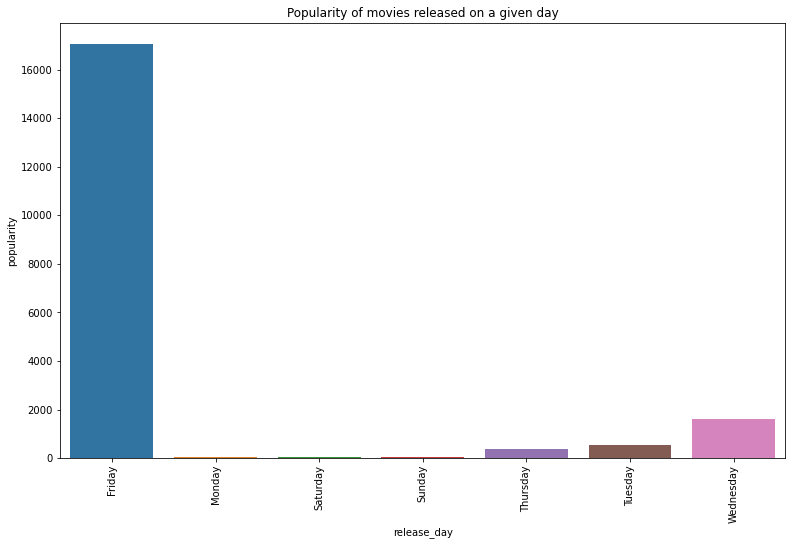 Popularity of movies released on a given day
popularity
16000
14000
12000
10000
8000
6000
4000
2000
0
Friday
Monday
Saturday
Sunday
Thursday
Tuesday
Wednesday
release_day